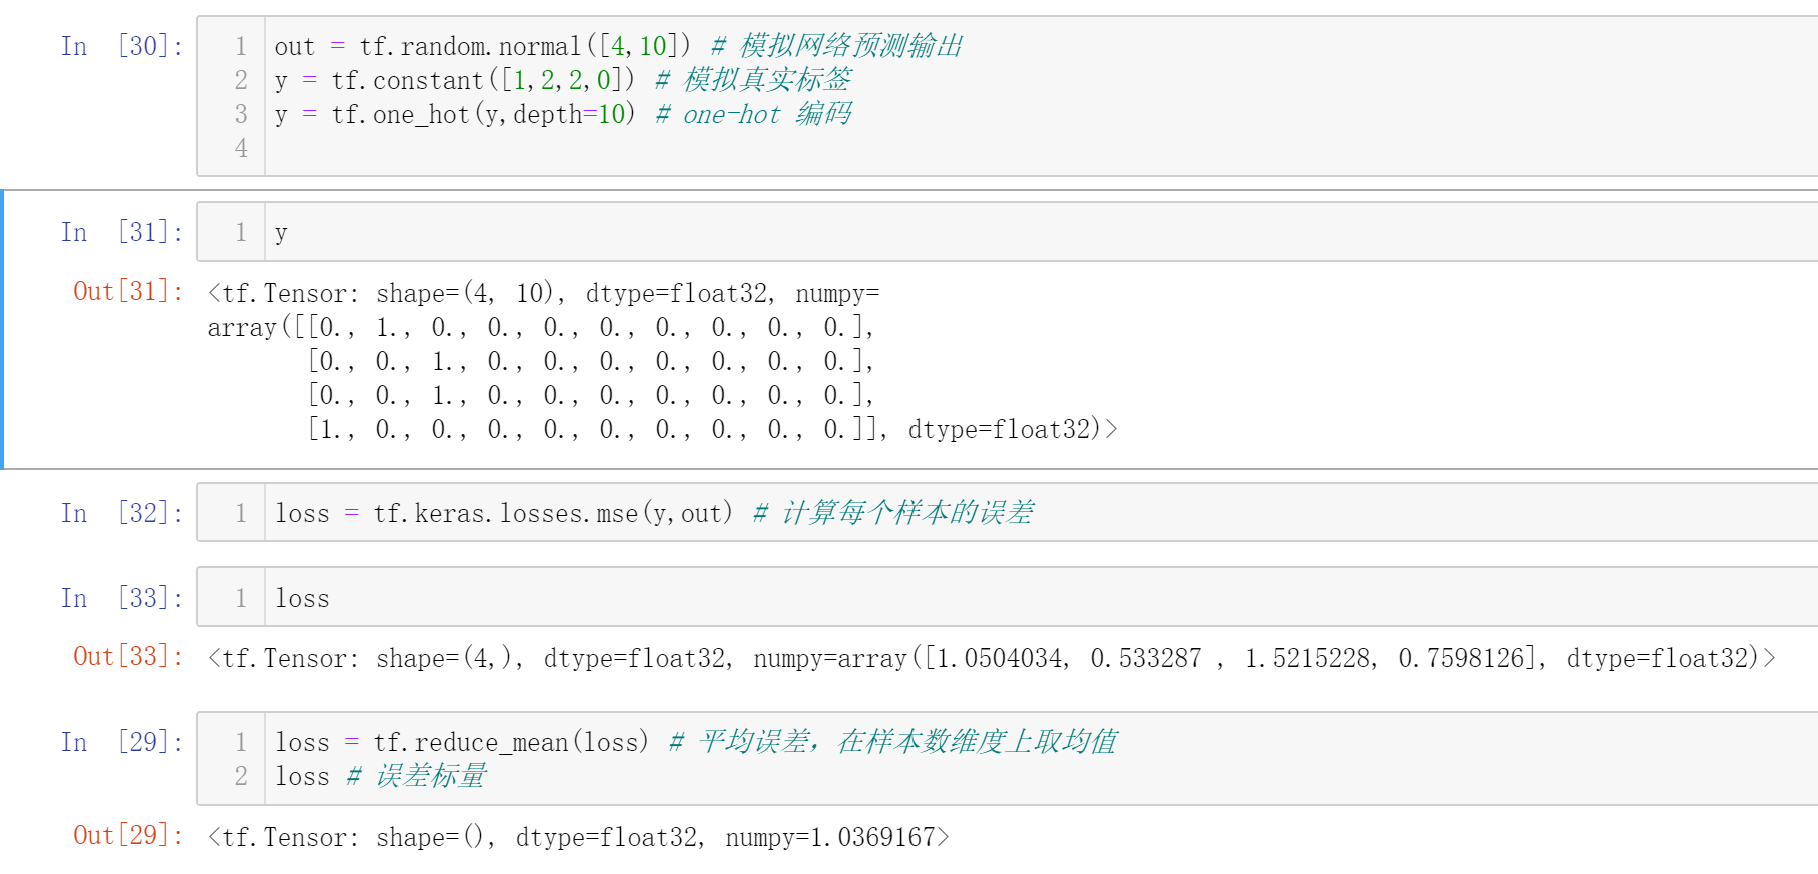 In [30]:
1 out = tf.random.normal([4,10]) # 模拟网络预测输出
2 y = tf.constant([1,2,2,0]) # 模拟真实标签
3 y = tf.one_hot(y,depth=10) # one-hot 编码
4
In [31]:
1 y
Out[31]: <tf.Tensor: shape=(4, 10), dtype=float32, numpy=
array([[0., 1., 0., 0., 0., 0., 0., 0., 0., 0.],
[0., 0., 1., 0., 0., 0., 0., 0., 0., 0.],
[0., 0., 1., 0., 0., 0., 0., 0., 0., 0.],
[1., 0., 0., 0., 0., 0., 0., 0., 0., 0.]], dtype=float32)>
In [32]:
1 loss = tf.keras.losses.mse(y,out) # 计算每个样本的误差
In [33]:
1 loss
Out[33]: <tf.Tensor: shape=(4,), dtype=float32, numpy=array([1.0504034, 0.533287 , 1.5215228, 0.7598126], dtype=float32)>
In [29]:
1 loss = tf.reduce_mean(loss) # 平均误差，在样本数维度上取均值
2 loss # 误差标量
Out[29]: <tf.Tensor: shape=(), dtype=float32, numpy=1.0369167>